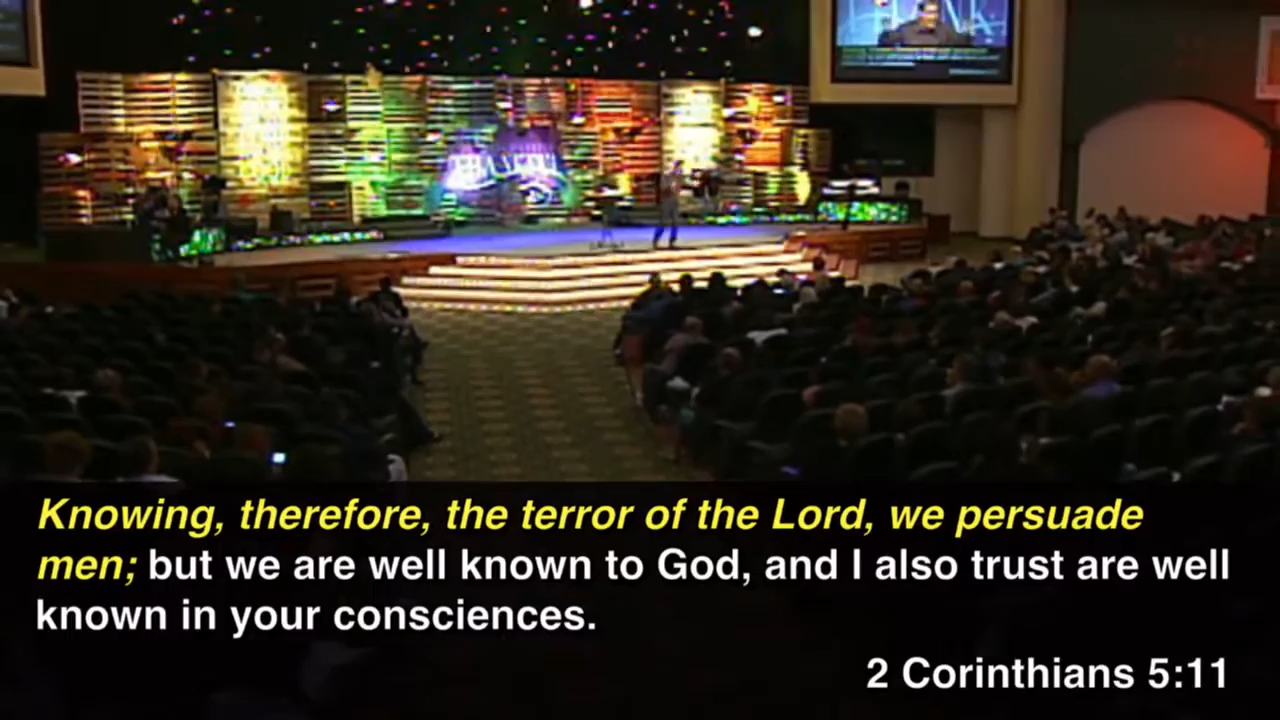 Knowing, therefore, the terror of the Lord, we persuade
men; but we are well known to God, and I also trust are well
known in your consciences.
2 Corinthians 5:11